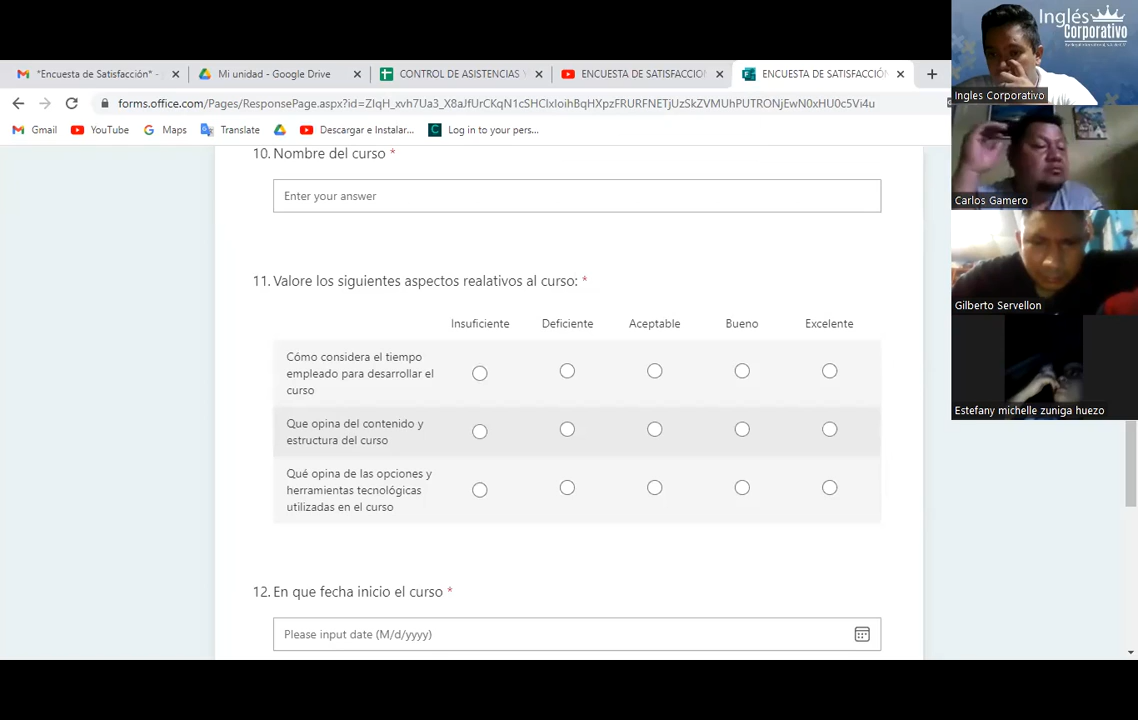 Inglés
Corporativo
*Encuesta de Satisfacción* -
Mi unidad - Google Drive
CONTROL DE ASISTENCIAS Y
ENCUESTA DE SATISFACCION
ENCUESTA DE SATISFACCIÓN
forms.office.com/Pages/ResponsePage.aspx?id=ZIqH_xvh7Ua3_X8aJfUrCKqN1cSHClxIoihBqHXpzFRURFNETjUzSkZVMUhPUTRONjEwN0xHU0c5Vi4u
Ingles Corporativo
Gmail
YouTube
Maps
Translate
Descargar e Instalar...
Log in to your pers...
10. Nombre del curso *
Enter your answer
Carlos Gamero
11. Valore los siguientes aspectos realativos al curso: *
Gilberto Servellon
Insuficiente
Deficiente
Aceptable
Bueno
Excelente
Cómo considera el tiempo
empleado para desarrollar el
curso
Estefany michelle zuniga huezo
Que opina del contenido y
estructura del curso
Qué opina de las opciones y
herramientas tecnológicas
utilizadas en el curso
12. En que fecha inicio el curso *
Please input date (M/d/yyyy)